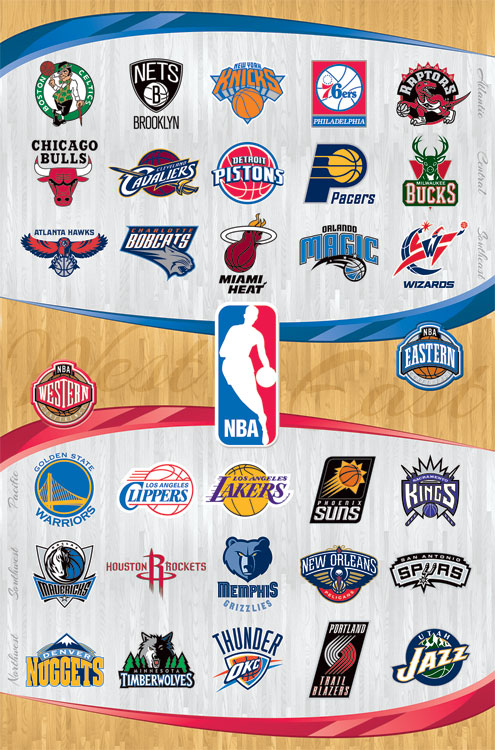 BOSTON
CELTICS
NETS
B
BROOKLYN
NEW YORK
KNICKS
76ers
PHILADELPHIA
RAPTORS
Atlantic
CHICAGO
BULLS
CLEVELAND
CAVALIERS
DETROIT
PISTONS
Pacers
MILWAUKEE
BUCKS
Central
ATLANTA HAWKS
CHARLOTTE
BOBCATS
MIAMI
HEAT
ORLANDO
MAGIC
WIZARDS
Southeast
NBA
NBA
EASTERN
NBA
WESTERN
Pacific
GOLDEN STATE
WARRIORS
LOS ANGELES
CLIPPERS
LOS ANGELES
LAKERS
PHOENIX
SUNS
SACRAMENTO
KINGS
Southwest
MAVERICKS
HOUSTON ROCKETS
MEMPHIS
GRIZZLIES
NEW ORLEANS
PELICANS
SAN ANTONIO
SPURS
Northwest
DENVER
NUGGETS
MINNESOTA
TIMBERWOLVES
THUNDER
OKC
PORTLAND
TRAIL
BLAZERS
UTAH
JAZZ